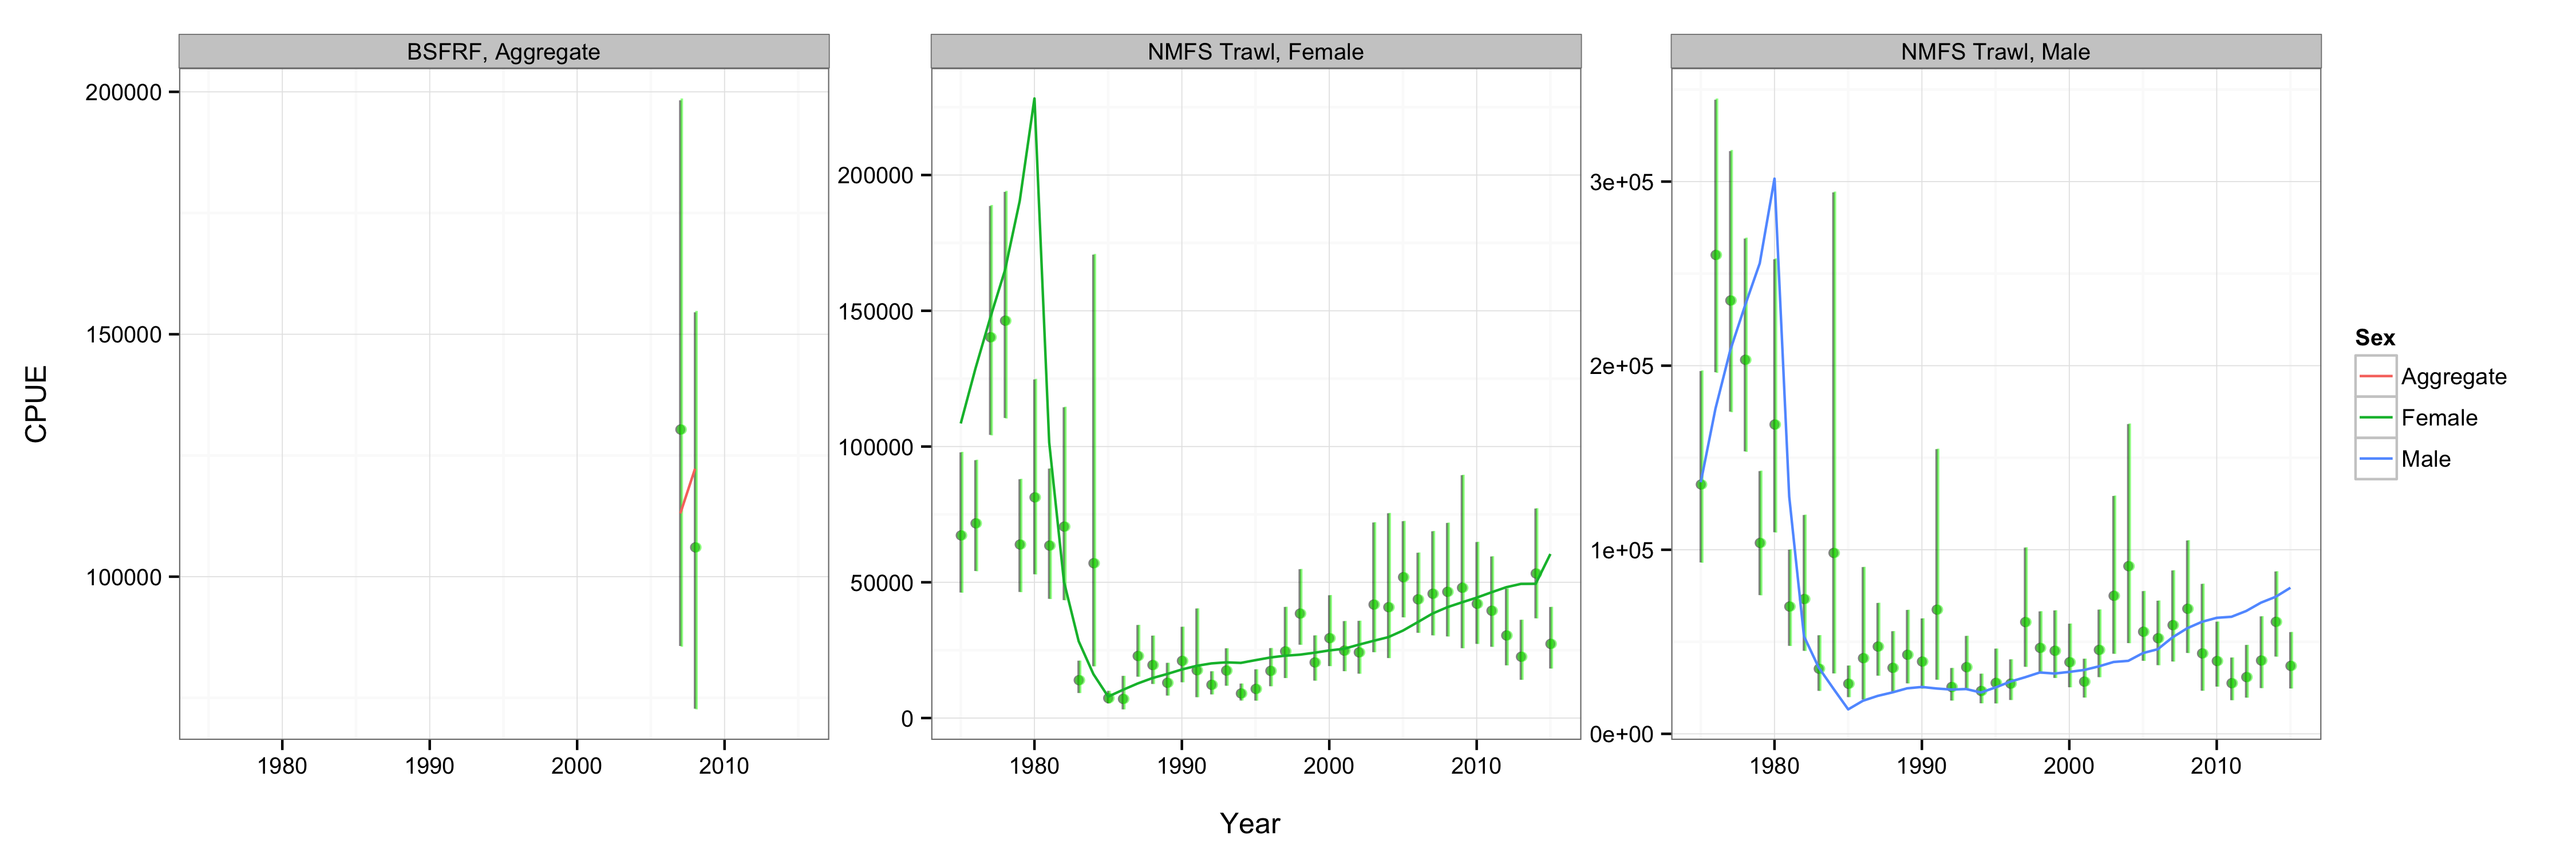 BSFRF, Aggregate
NMFS Trawl, Female
NMFS Trawl, Male
CPUE
200000
150000
100000
200000
150000
100000
50000
0
3e+05
2e+05
1e+05
0e+00
1980 1990 2000 2010
1980 1990 2000 2010
1980 1990 2000 2010
Year
Sex
Aggregate
Female
Male